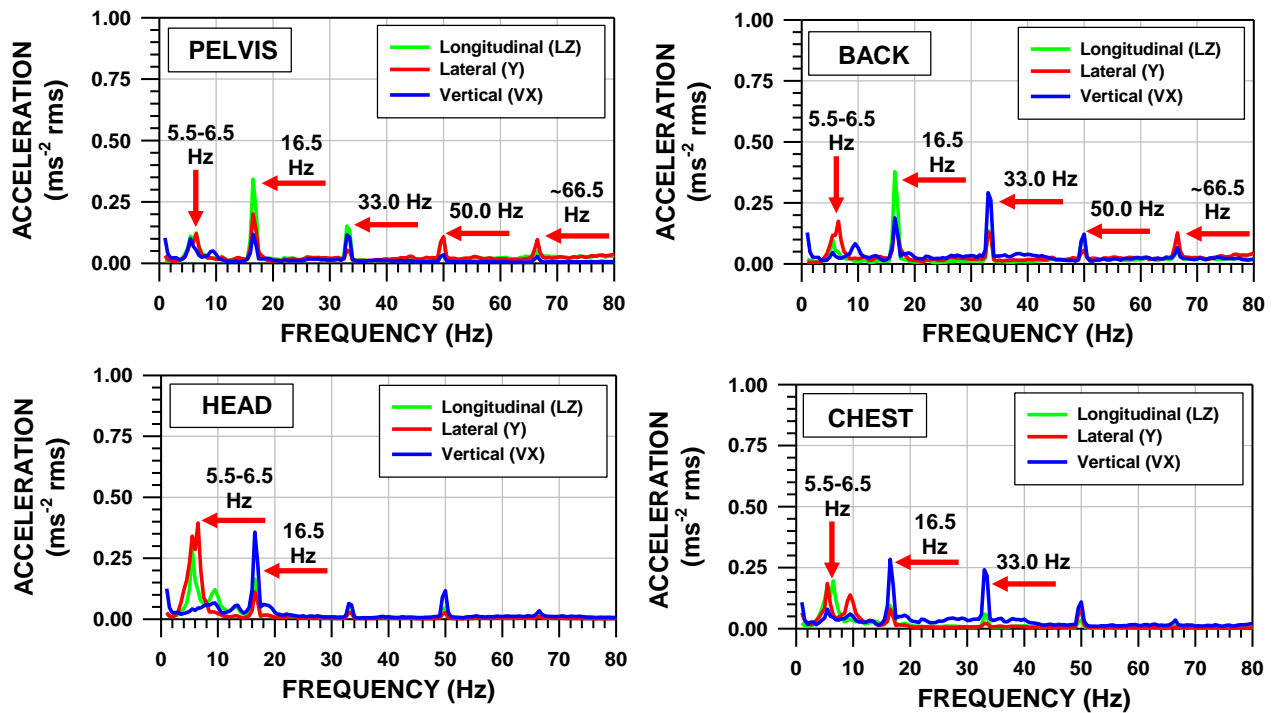 1.00
0.75
0.50
0.25
0.00
ACCELERATION
(ms-2 rms)
PELVIS
Longitudinal (LZ)
Lateral (Y)
Vertical (VX)
5.5-6.5
Hz
16.5
Hz
33.0 Hz
50.0 Hz
~66.5
Hz
0 10 20 30 40 50 60 70 80
FREQUENCY (Hz)
1.00
0.75
0.50
0.25
0.00
ACCELERATION
(ms-2 rms)
BACK
Longitudinal (LZ)
Lateral (Y)
Vertical (VX)
5.5-6.5
Hz
16.5
Hz
33.0 Hz
50.0 Hz
~66.5
Hz
0 10 20 30 40 50 60 70 80
FREQUENCY (Hz)
1.00
0.75
0.50
0.25
0.00
ACCELERATION
(ms-2 rms)
HEAD
Longitudinal (LZ)
Lateral (Y)
Vertical (VX)
5.5-6.5
Hz
16.5
Hz
0 10 20 30 40 50 60 70 80
FREQUENCY (Hz)
1.00
0.75
0.50
0.25
0.00
ACCELERATION
(ms-2 rms)
CHEST
Longitudinal (LZ)
Lateral (Y)
Vertical (VX)
5.5-6.5
Hz
16.5
Hz
33.0 Hz
0 10 20 30 40 50 60 70 80
FREQUENCY (Hz)